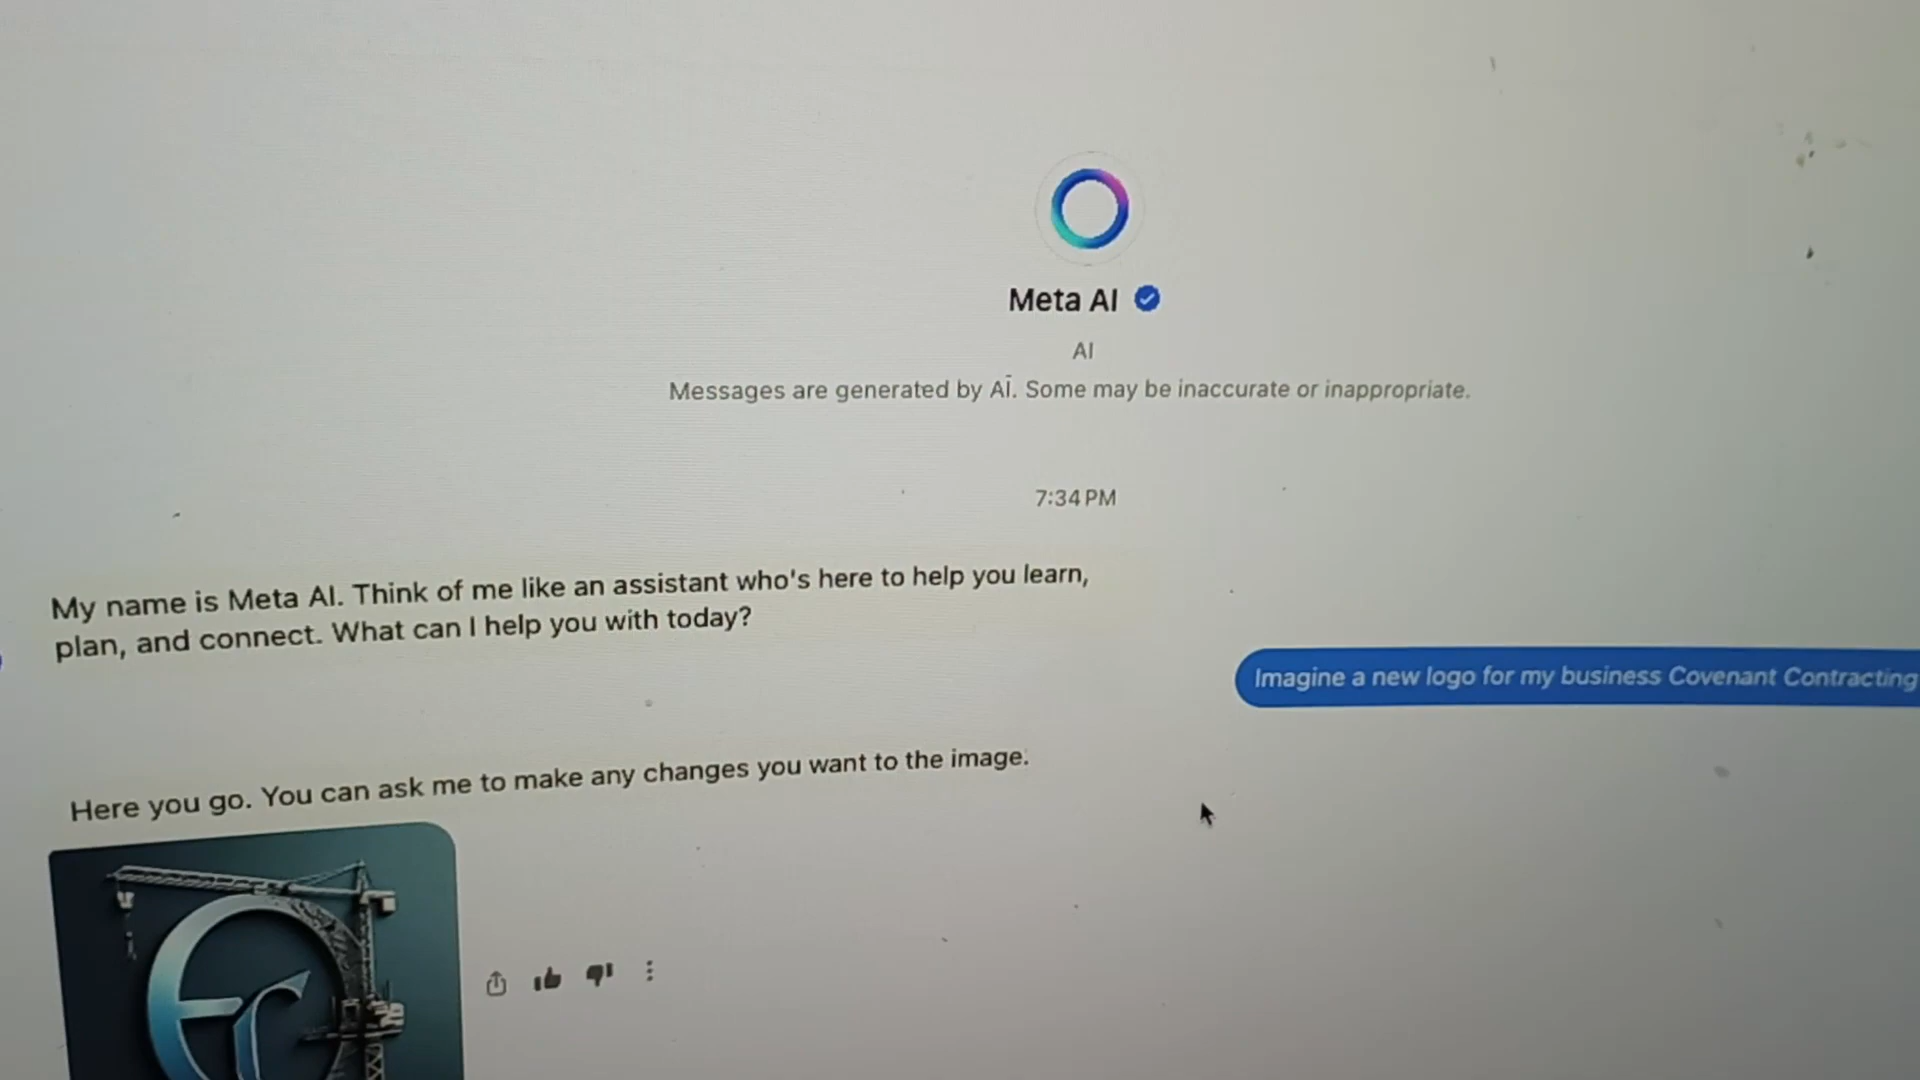 Meta AI
AI
Messages are generated by AI. Some may be inaccurate or inappropriate.
7:34 PM
My name is Meta AI. Think of me like an assistant who's here to help you learn,
plan, and connect. What can I help you with today?
Imagine a new logo for my business Covenant Contracting
Here you go. You can ask me to make any changes you want to the image.